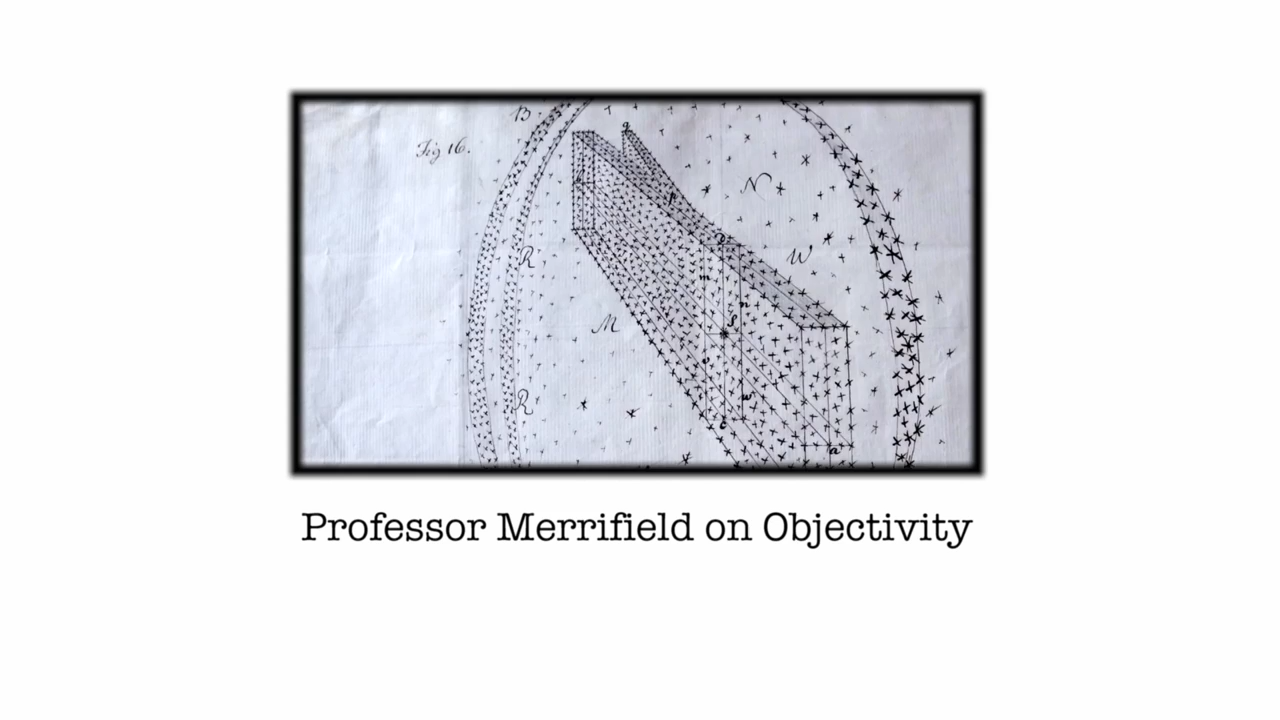 B
Fig 16.
g
b
p
N
D
W
R
m
n
S
M
v
w
R
c
a
Professor Merrifield on Objectivity